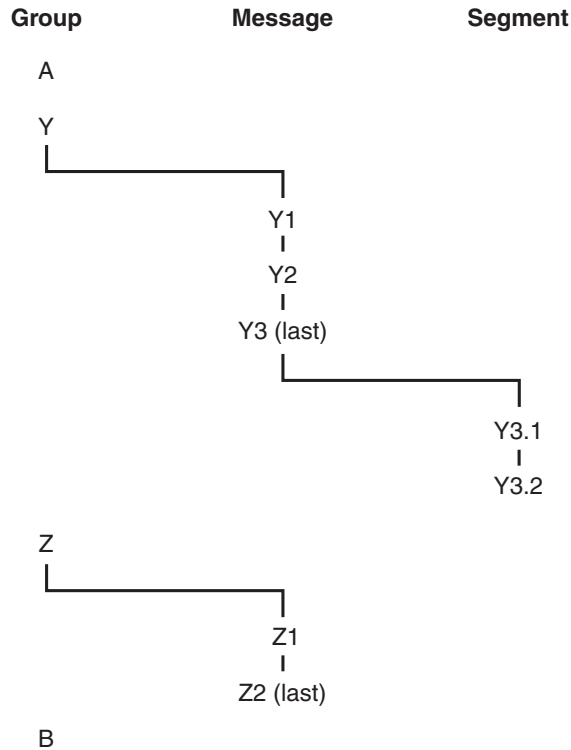 Group Message Segment
A
Y
Y1
Y2
Y3 (last)
Y3.1
Y3.2
Z
Z1
Z2 (last)
B